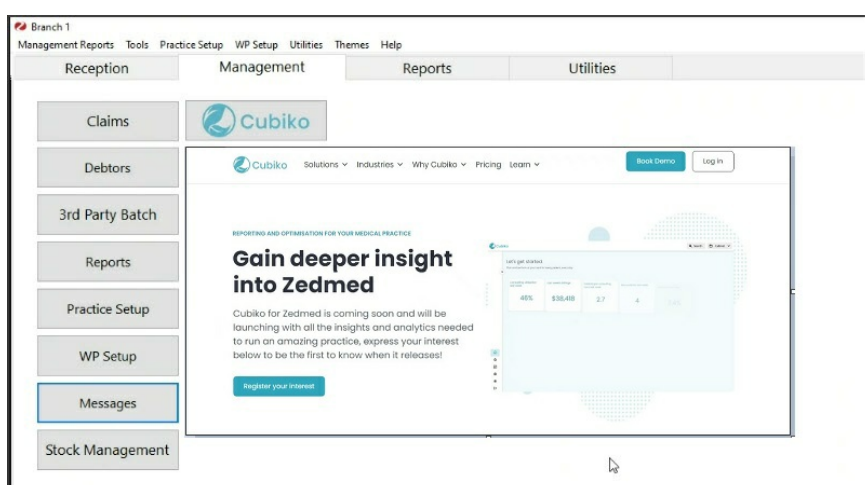 Branch 1
Management Reports Tools Practice Setup WP Setup Utilities Themes Help
Reception Management Reports Utilities
Claims
Cubiko
Debtors
3rd Party Batch
Reports
Practice Setup
WP Setup
Messages
Stock Management
Cubiko Solutions Industries Why Cubiko Pricing Learn Book Demo Log In
REPORTING AND OPTIMISATION FOR YOUR MEDICAL PRACTICE
Gain deeper insight
into Zedmed
Cubiko for Zedmed is coming soon and will be
launching with all the insights and analytics needed
to run an amazing practice, express your interest
below to be the first to know when it releases!
Register your interest
Let's get started
46% $38,418 2.7 4